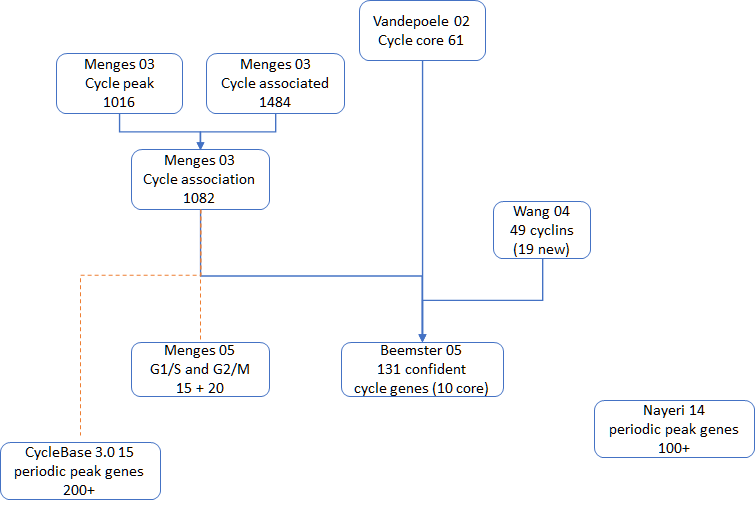 Vandepoele 02
Cycle core 61
Menges 03
Cycle peak
1016
Menges 03
Cycle associated
1484
Menges 03
Cycle association
1082
Wang 04
49 cyclins
(19 new)
Menges 05
G1/S and G2/M
15 + 20
Beemster 05
131 confident
cycle genes (10 core)
Nayeri 14
periodic peak genes
100+
CycleBase 3.0 15
periodic peak genes
200+